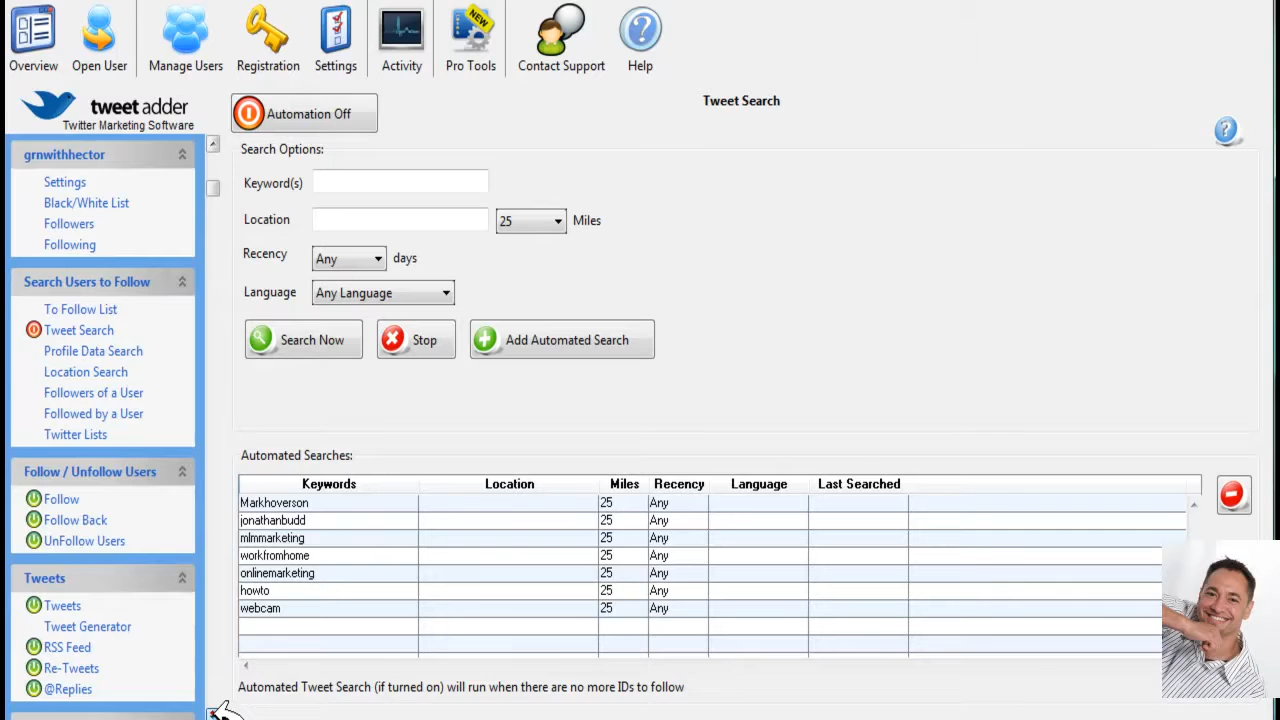 NEW
Overview Open User Manage Users Registration Settings Activity Pro Tools Contact Support Help
tweet adder
Twitter Marketing Software
Automation Off
Tweet Search
grnwithhector
Settings
Black/White List
Followers
Following
Search Users to Follow
To Follow List
Tweet Search
Profile Data Search
Location Search
Followers of a User
Followed by a User
Twitter Lists
Follow / Unfollow Users
Follow
Follow Back
UnFollow Users
Tweets
Tweets
Tweet Generator
RSS Feed
Re-Tweets
@Replies
Search Options:
Keyword(s)
Location 25 Miles
Recency Any days
Language Any Language
Search Now Stop Add Automated Search
Automated Searches:
Keywords Location Miles Recency Language Last Searched
Markhoverson 25 Any
jonathanbudd 25 Any
mlmmarketing 25 Any
workfromhome 25 Any
onlinemarketing 25 Any
howto 25 Any
webcam 25 Any
Automated Tweet Search (if turned on) will run when there are no more IDs to follow